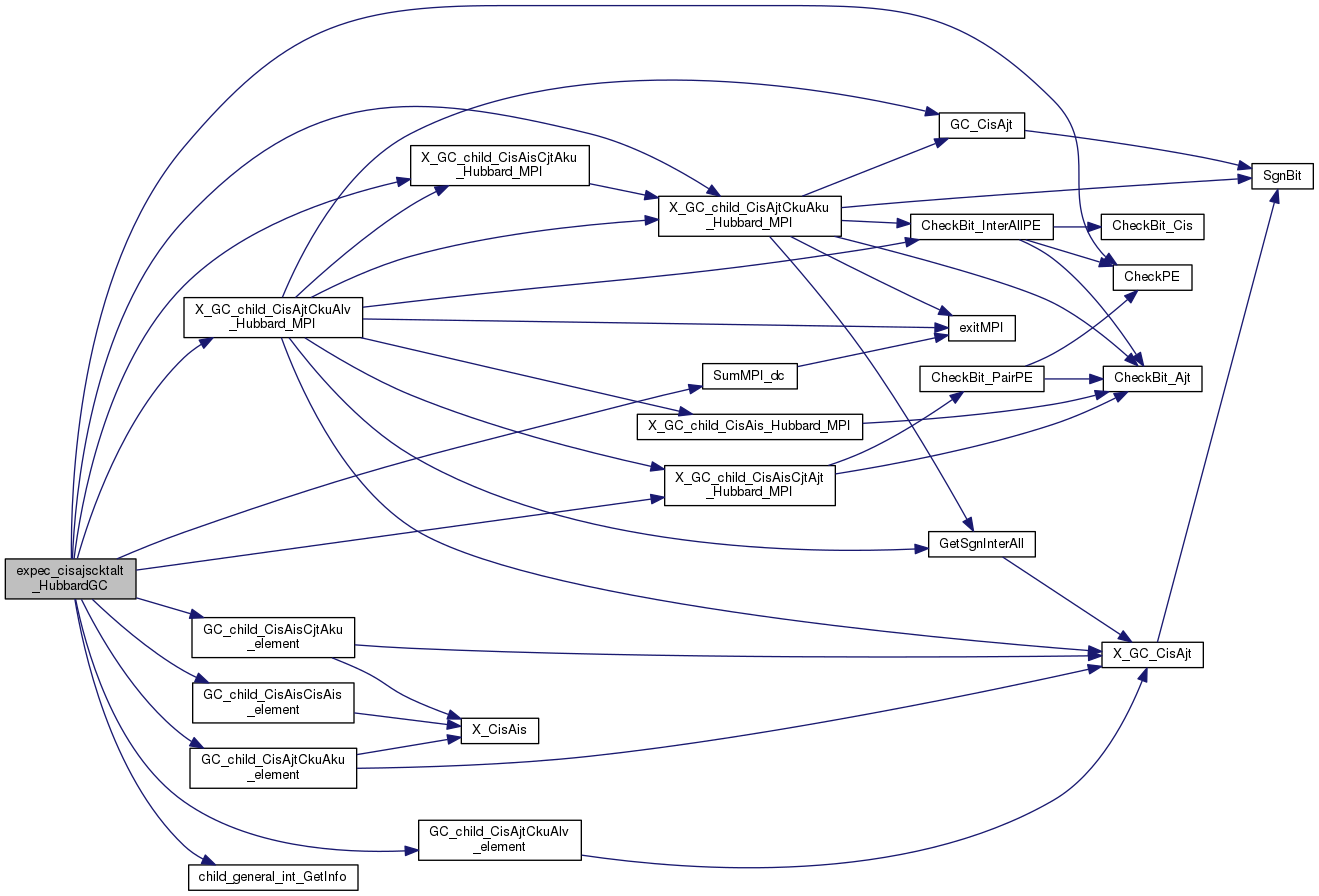 expec_cisajscktalt
_HubbardGC
X_GC_child_CisAjtCkuAlv
_Hubbard_MPI
X_GC_child_CisAisCjtAku
_Hubbard_MPI
X_GC_child_CisAjtCkuAku
_Hubbard_MPI
GC_CisAjt
SgnBit
CheckBit_InterAllPE
CheckBit_Cis
CheckPE
exitMPI
SumMPI_dc
CheckBit_PairPE
CheckBit_Ajt
X_GC_child_CisAis_Hubbard_MPI
X_GC_child_CisAisCjtAjt
_Hubbard_MPI
GetSgnInterAll
X_GC_CisAjt
GC_child_CisAisCjtAku
_element
GC_child_CisAisCisAis
_element
X_CisAis
GC_child_CisAjtCkuAku
_element
GC_child_CisAjtCkuAlv
_element
child_general_int_GetInfo